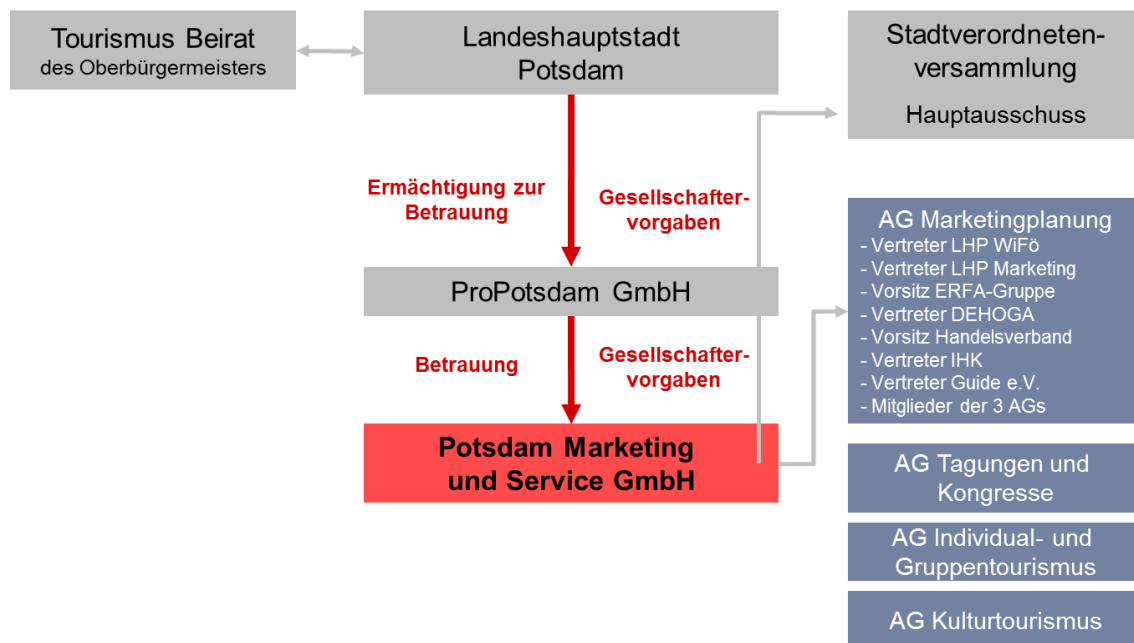 Tourismus Beirat
des Oberbürgermeisters
Landeshauptstadt
Potsdam
Stadtverordneten-
versammlung
Hauptausschuss
Ermächtigung zur
Betrauung
Gesellschafter-
vorgaben
ProPotsdam GmbH
Betrauung
Gesellschafter-
vorgaben
Potsdam Marketing
und Service GmbH
AG Marketingplanung
- Vertreter LHP WiFö
- Vertreter LHP Marketing
- Vorsitz ERFA-Gruppe
- Vertreter DEHOGA
- Vorsitz Handelsverband
- Vertreter IHK
- Vertreter Guide e.V.
- Mitglieder der 3 AGs
AG Tagungen und
Kongresse
AG Individual- und
Gruppentourismus
AG Kulturtourismus